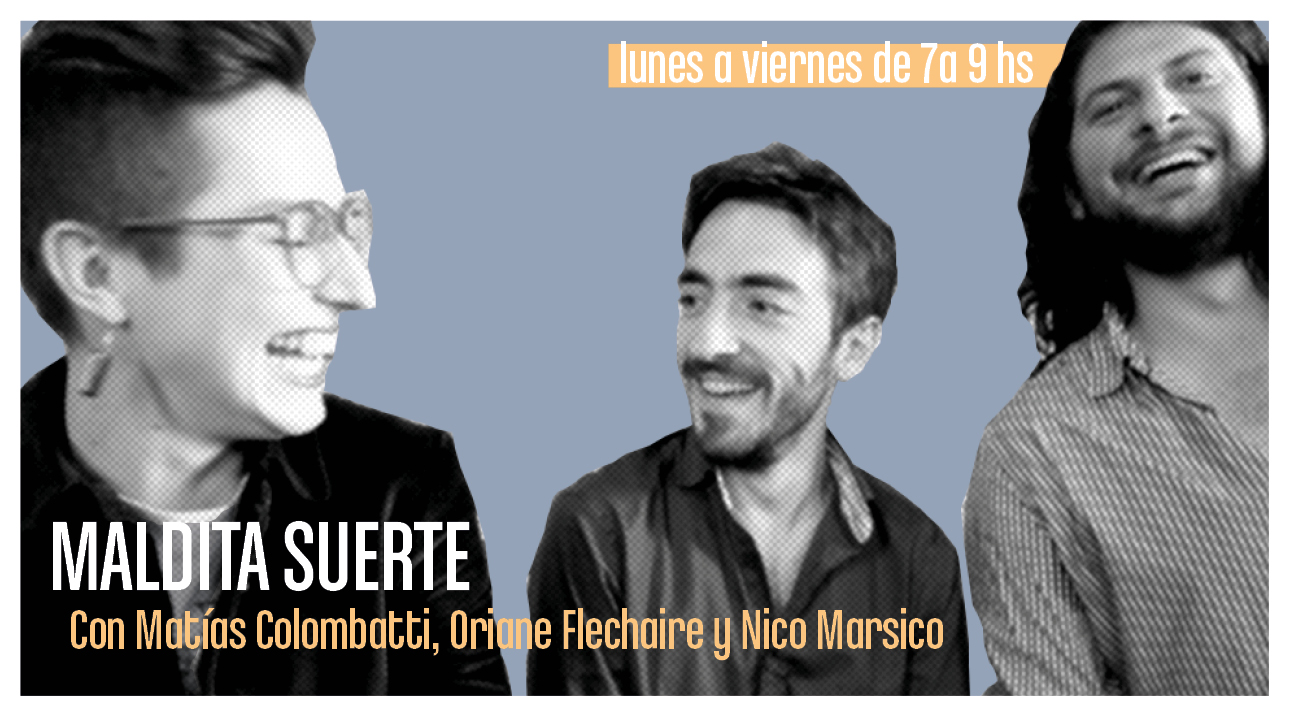 lunes a viernes de 7a 9 hs
MALDITA SUERTE
Con Matías Colombatti, Oriane Flechaire y Nico Marsico